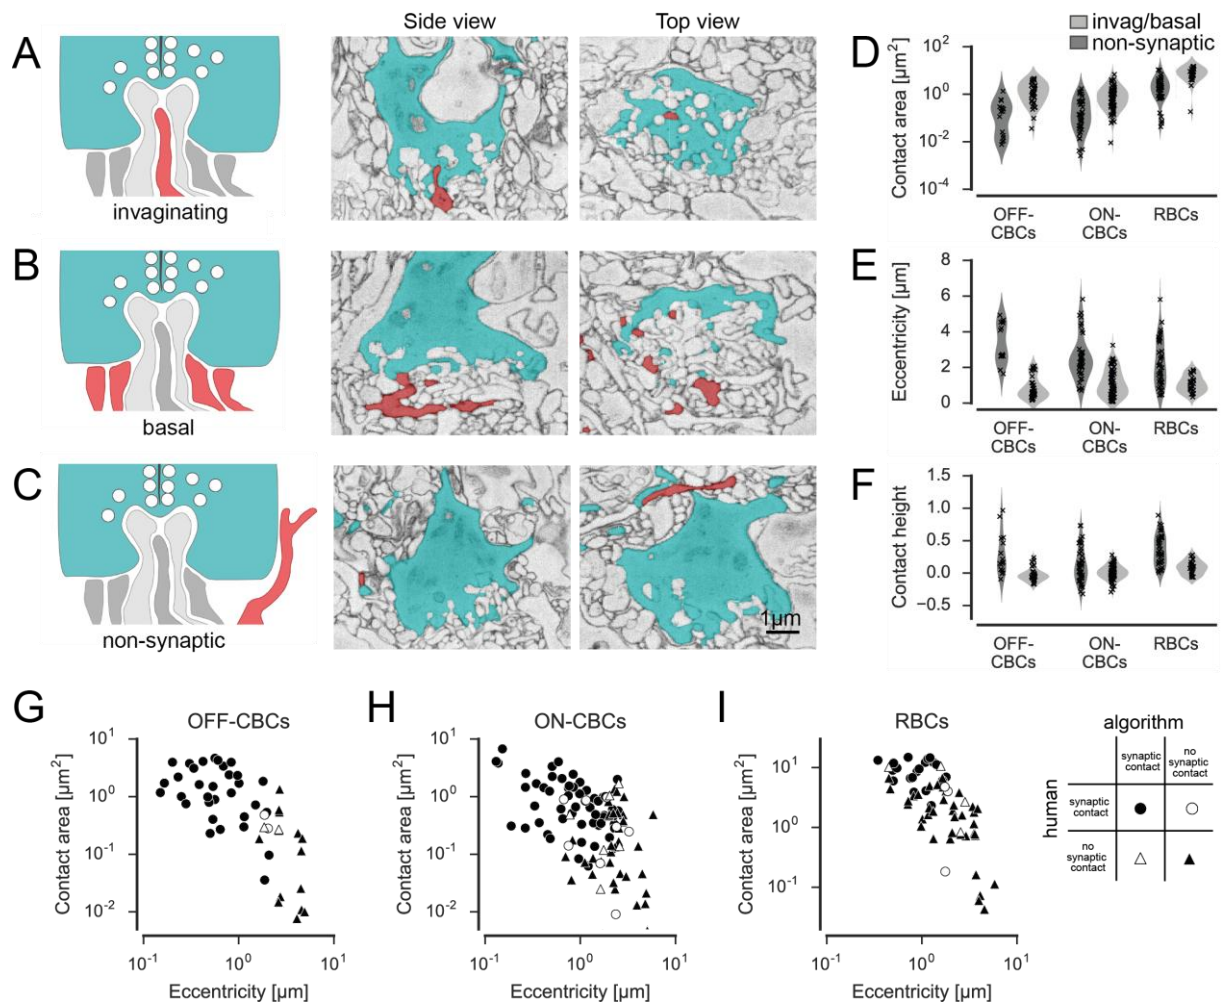 Side view
Top view
A
invaginating
B
basal
C
non-synaptic
1μm
D
invag/basal
non-synaptic
Contact area [μm²]
10²
10⁰
10⁻²
10⁻⁴
OFF-
CBCs
ON-
CBCs
RBCs
E
Eccentricity [μm]
8
6
4
2
0
OFF-
CBCs
ON-
CBCs
RBCs
F
Contact height
1.5
1.0
0.5
0.0
−0.5
OFF-
CBCs
ON-
CBCs
RBCs
G
OFF-CBCs
Contact area [μm²]
10¹
10⁰
10⁻¹
10⁻²
10⁻¹
10⁰
10¹
Eccentricity [μm]
H
ON-CBCs
Contact area [μm²]
10¹
10⁰
10⁻¹
10⁻²
10⁻¹
10⁰
10¹
Eccentricity [μm]
I
RBCs
Contact area [μm²]
10¹
10⁰
10⁻¹
10⁻¹
10⁰
10¹
Eccentricity [μm]
algorithm
synaptic
contact
no
synaptic
contact
human
synaptic
contact
no
synaptic
contact